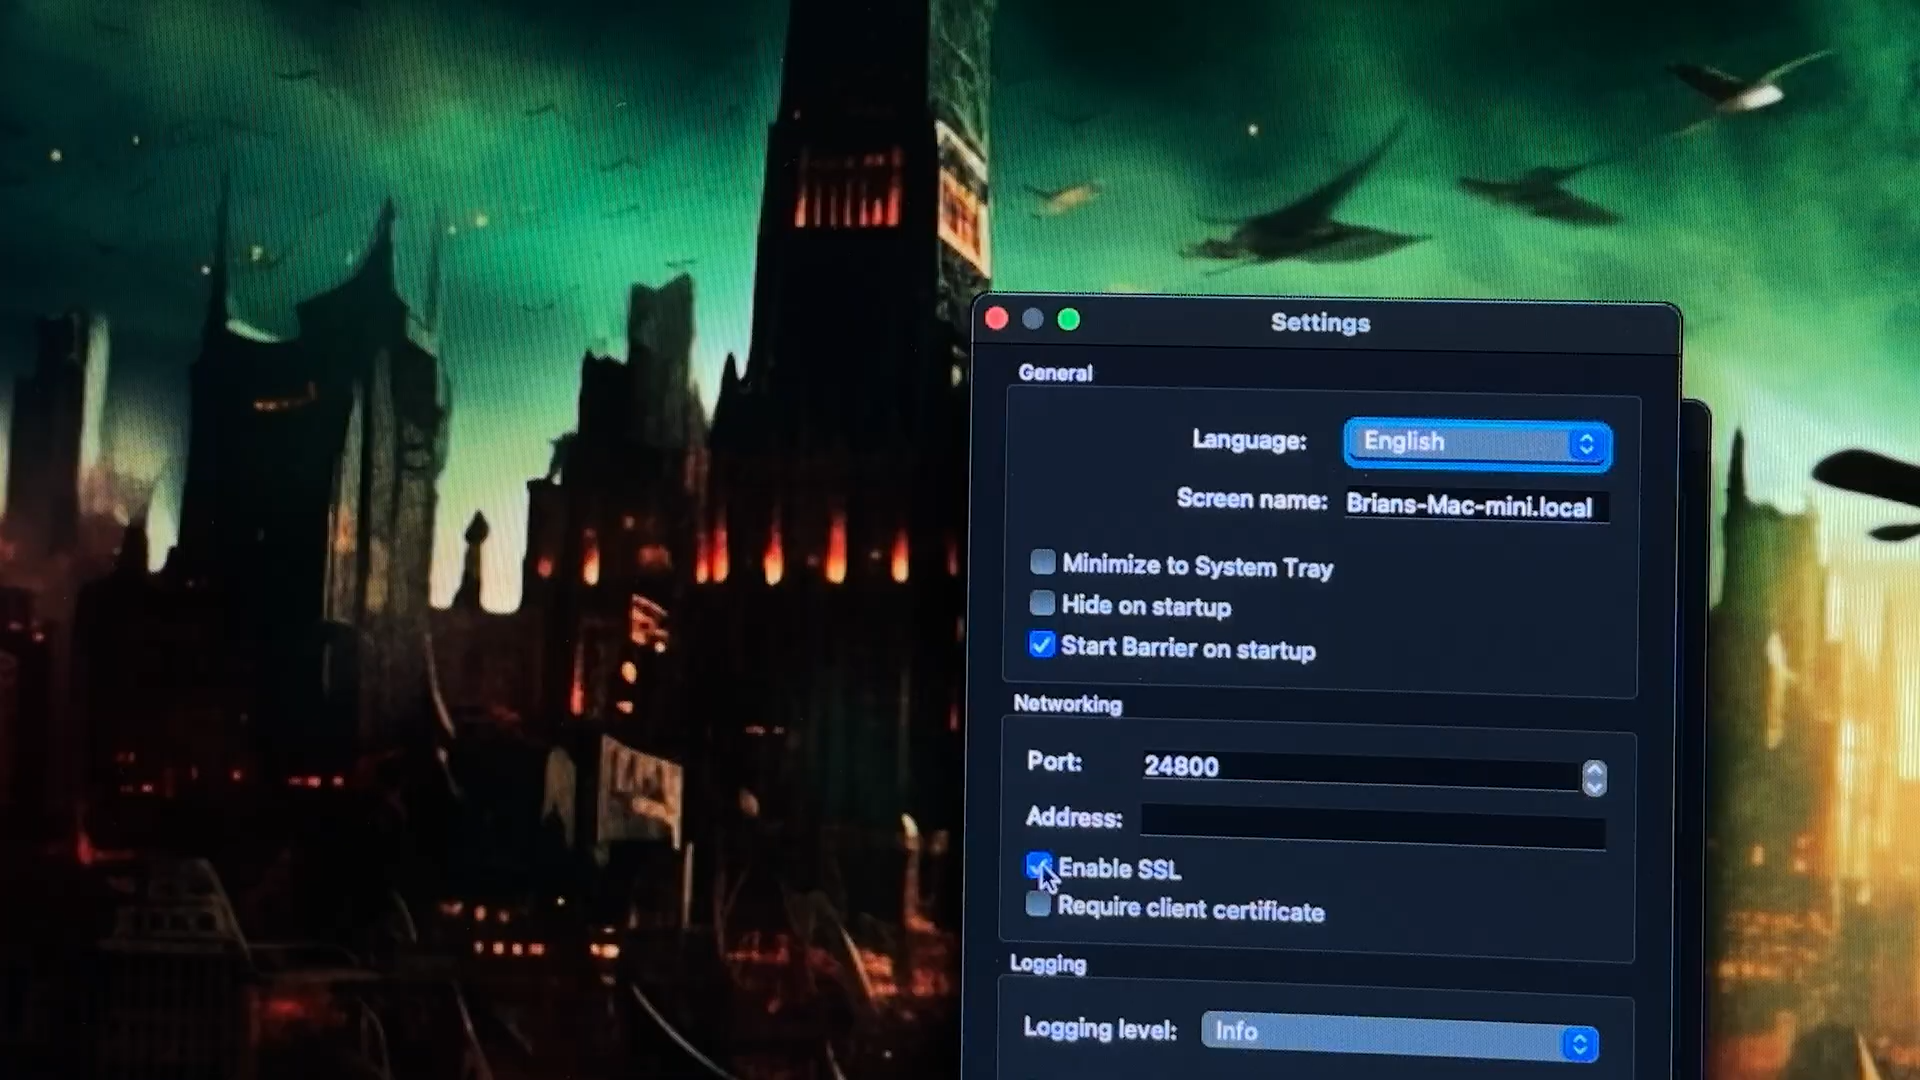 Settings
General
Language: English
Screen name: Brians-Mac-mini.local
Minimize to System Tray
Hide on startup
Start Barrier on startup
Networking
Port: 24800
Address:
Enable SSL
Require client certificate
Logging
Logging level: Info